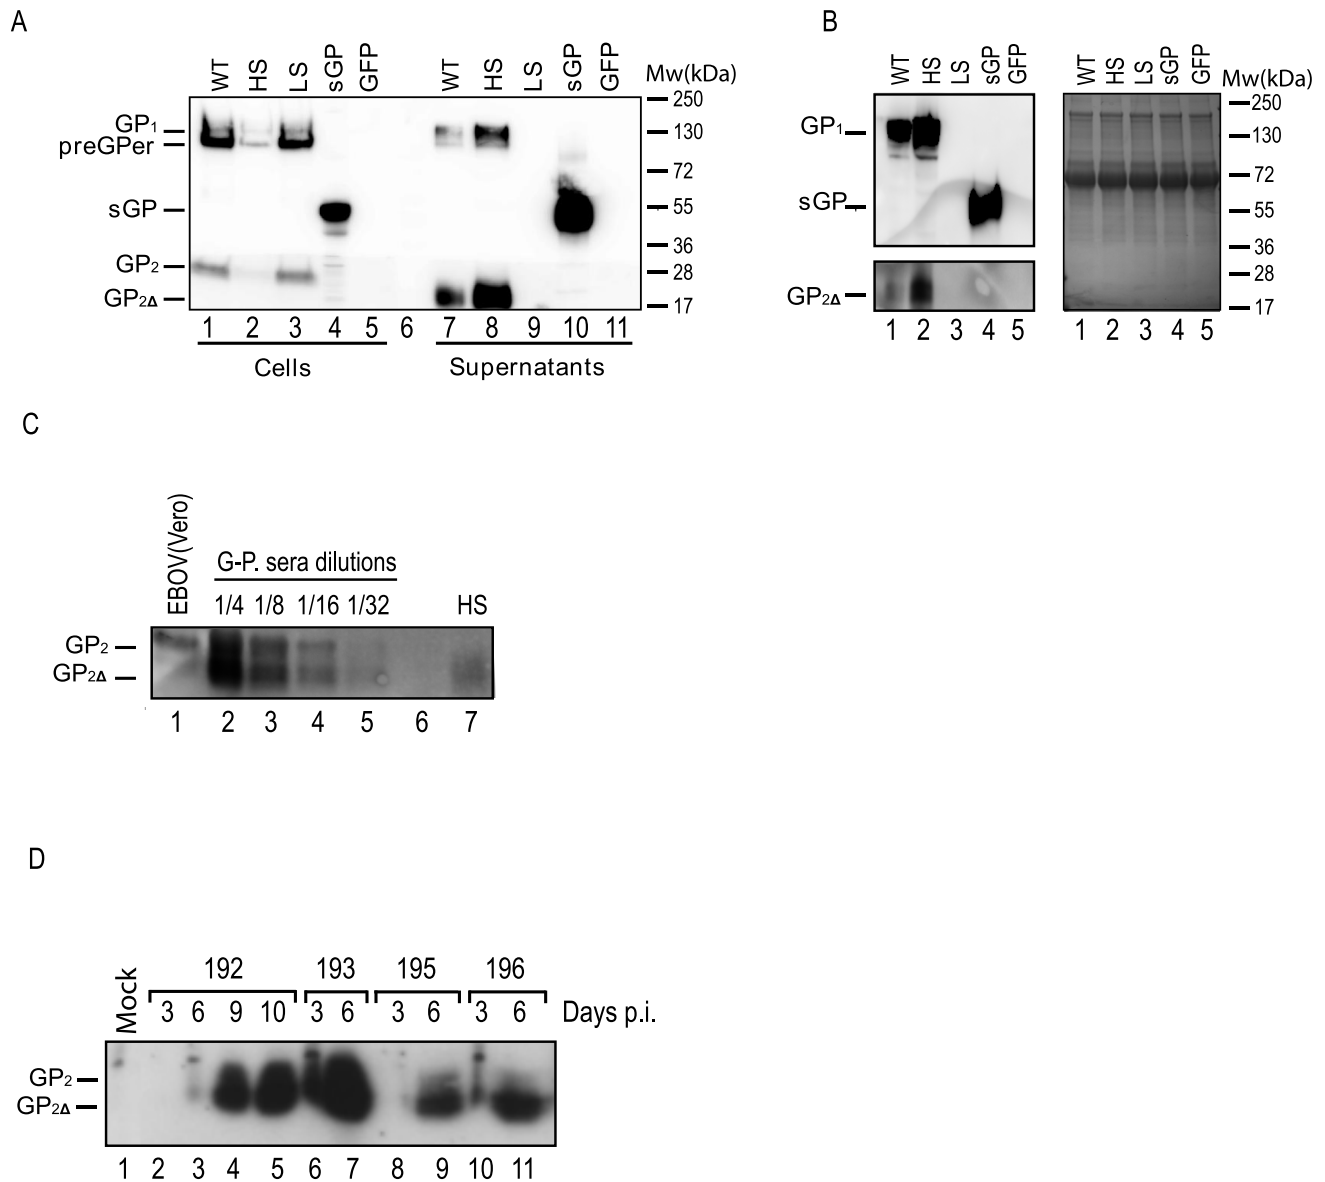 A
WT HS LS sGP GFP WT HS LS sGP GFP Mw(kDa)
GP1
preGPer
sGP
GP2
GP2Δ
250
130
72
55
36
28
17
1 2 3 4 5 6 7 8 9 10 11
Cells Supernatants
B
WT HS LS sGP GFP WT HS LS sGP GFP Mw(kDa)
GP1
sGP
GP2Δ
250
130
72
55
36
28
17
1 2 3 4 5 1 2 3 4 5
C
EBOV(Vero)
G-P. sera dilutions
1/4 1/8 1/16 1/32 HS
GP2
GP2Δ
1 2 3 4 5 6 7
D
Mock
192 193 195 196
3 6 9 10 3 6 3 6 3 6 Days p.i.
GP2
GP2Δ
1 2 3 4 5 6 7 8 9 10 11